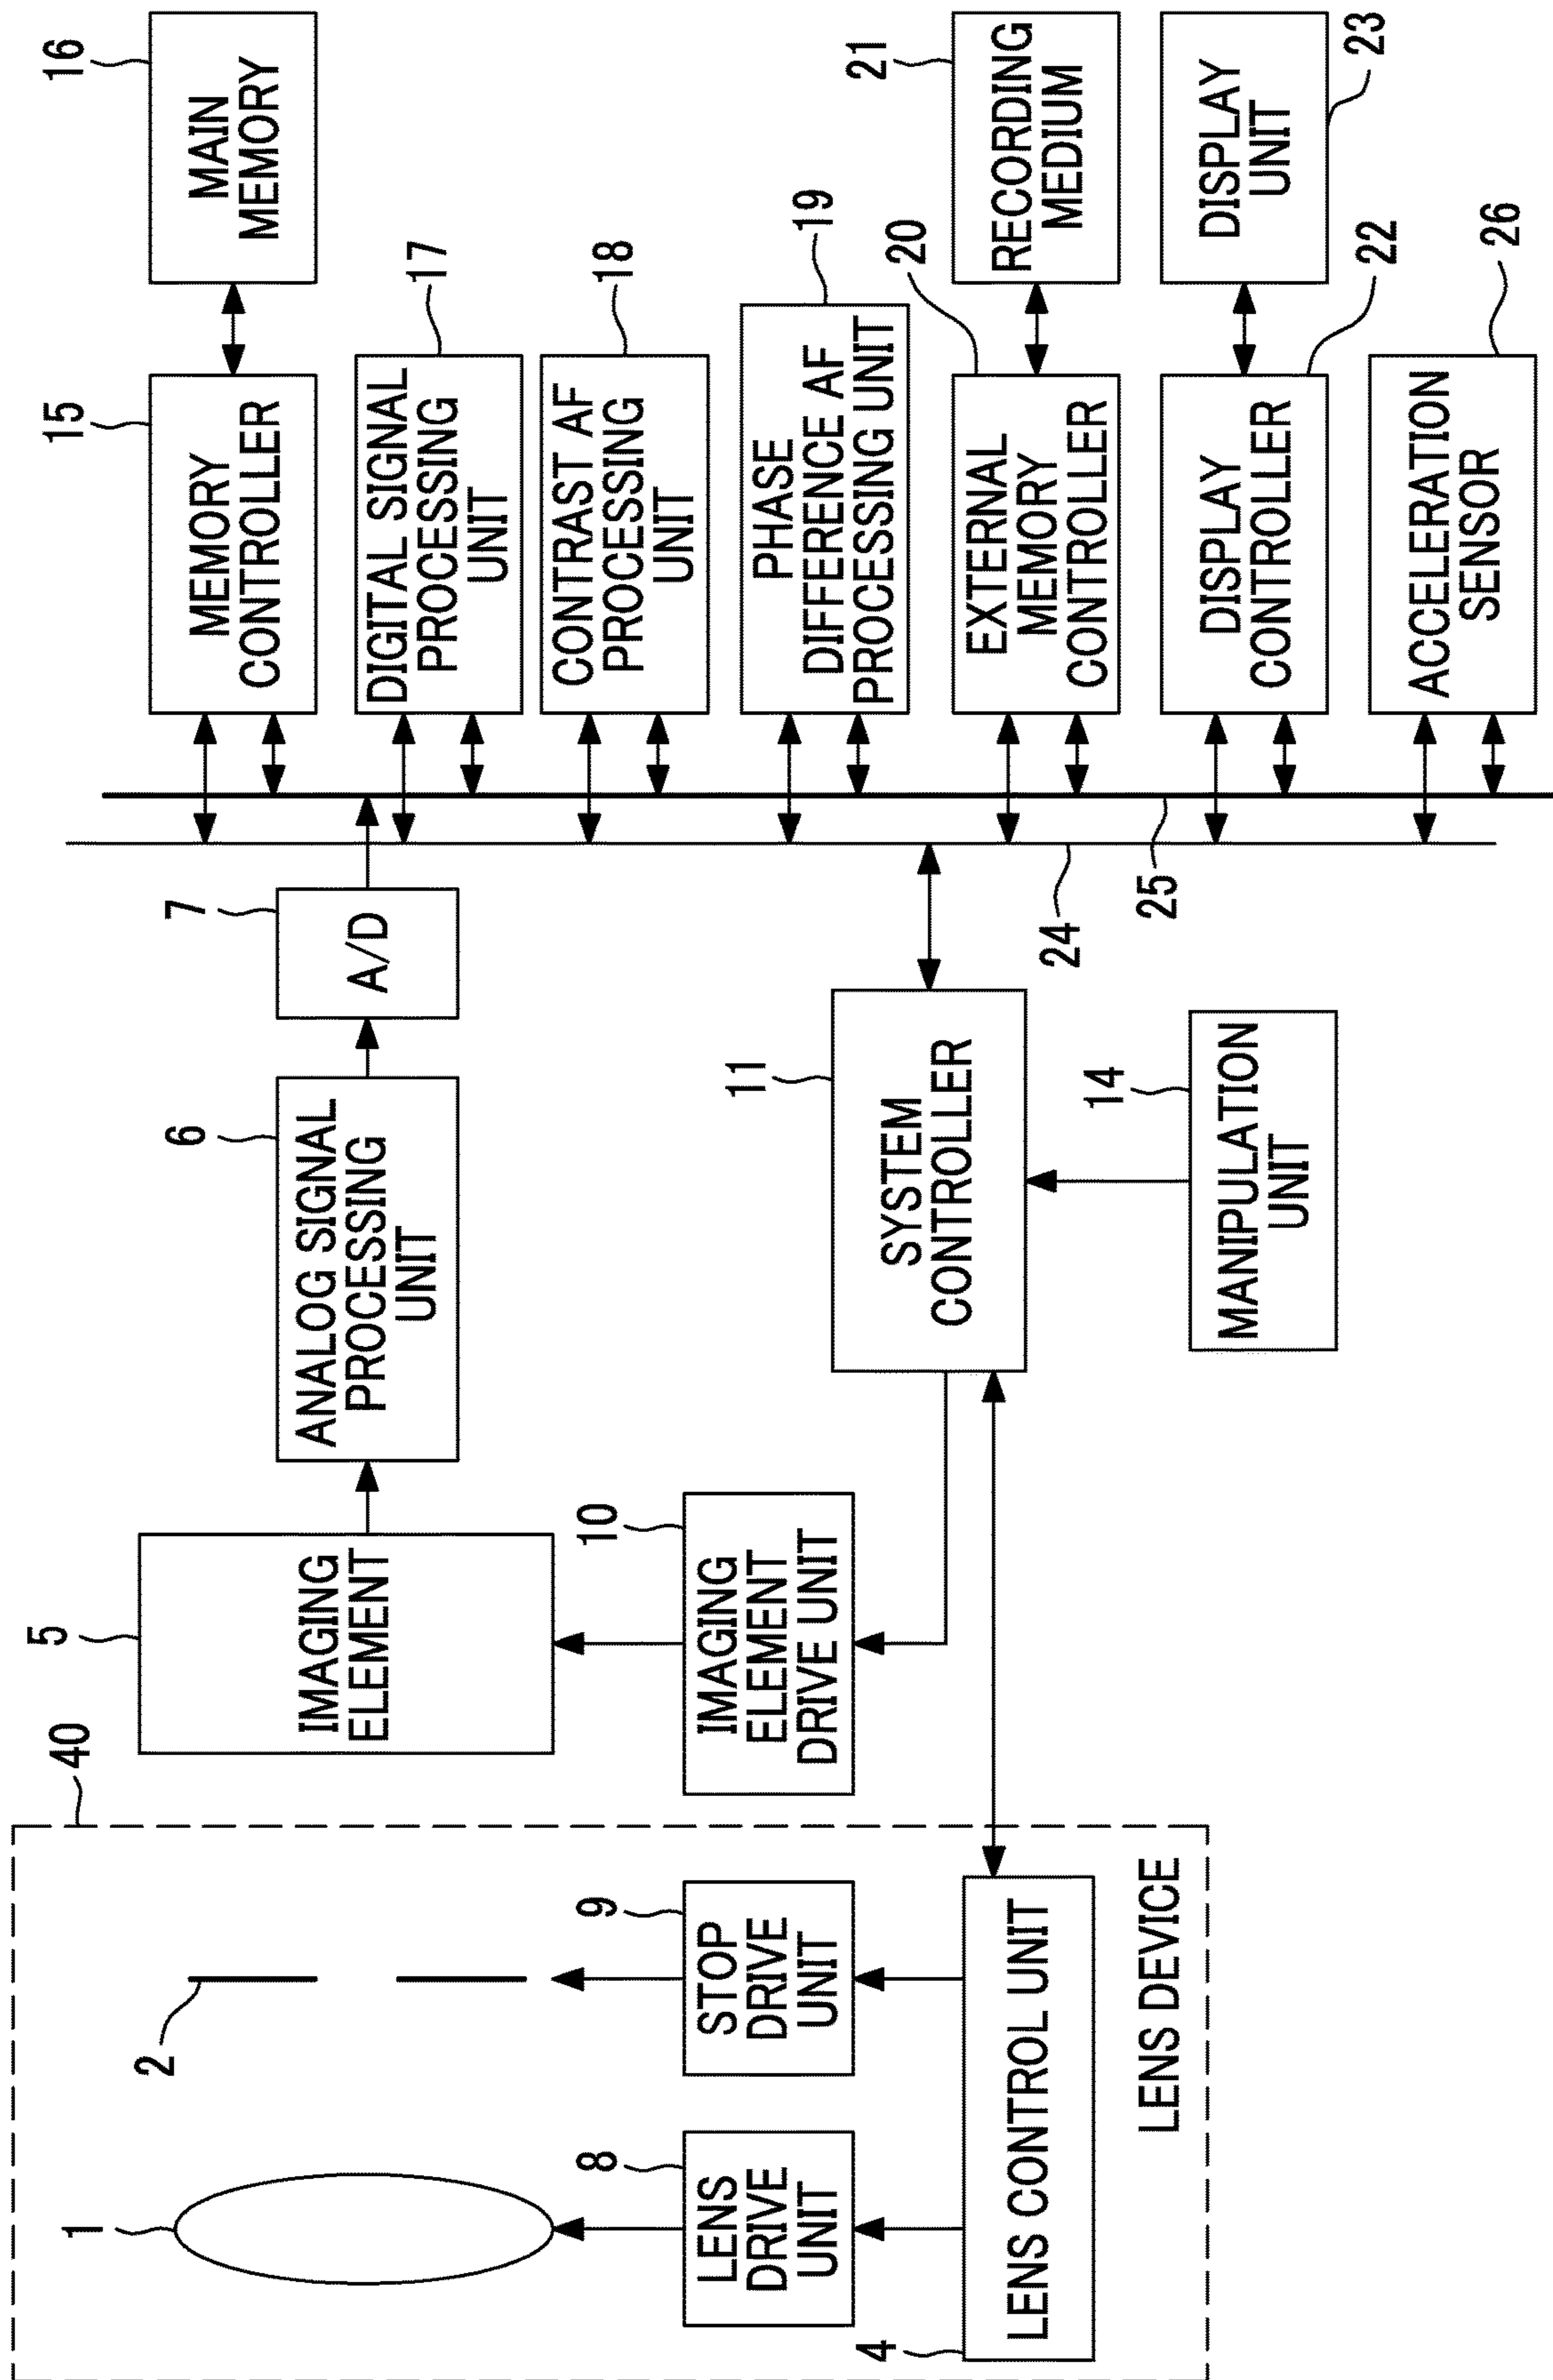 40
LENS DEVICE
1
2
LENS
DRIVE
UNIT
8
STOP
DRIVE
UNIT
9
4
LENS CONTROL UNIT
5
IMAGING
ELEMENT
10
IMAGING
ELEMENT
DRIVE UNIT
6
ANALOG SIGNAL
PROCESSING
UNIT
7
A/D
11
SYSTEM
CONTROLLER
14
MANIPULATION
UNIT
24
25
15
MEMORY
CONTROLLER
16
MAIN
MEMORY
17
DIGITAL SIGNAL
PROCESSING
UNIT
18
CONTRAST AF
PROCESSING
UNIT
19
PHASE
DIFFERENCE AF
PROCESSING UNIT
20
EXTERNAL
MEMORY
CONTROLLER
21
RECORDING
MEDIUM
22
DISPLAY
CONTROLLER
23
DISPLAY
UNIT
26
ACCELERATION
SENSOR